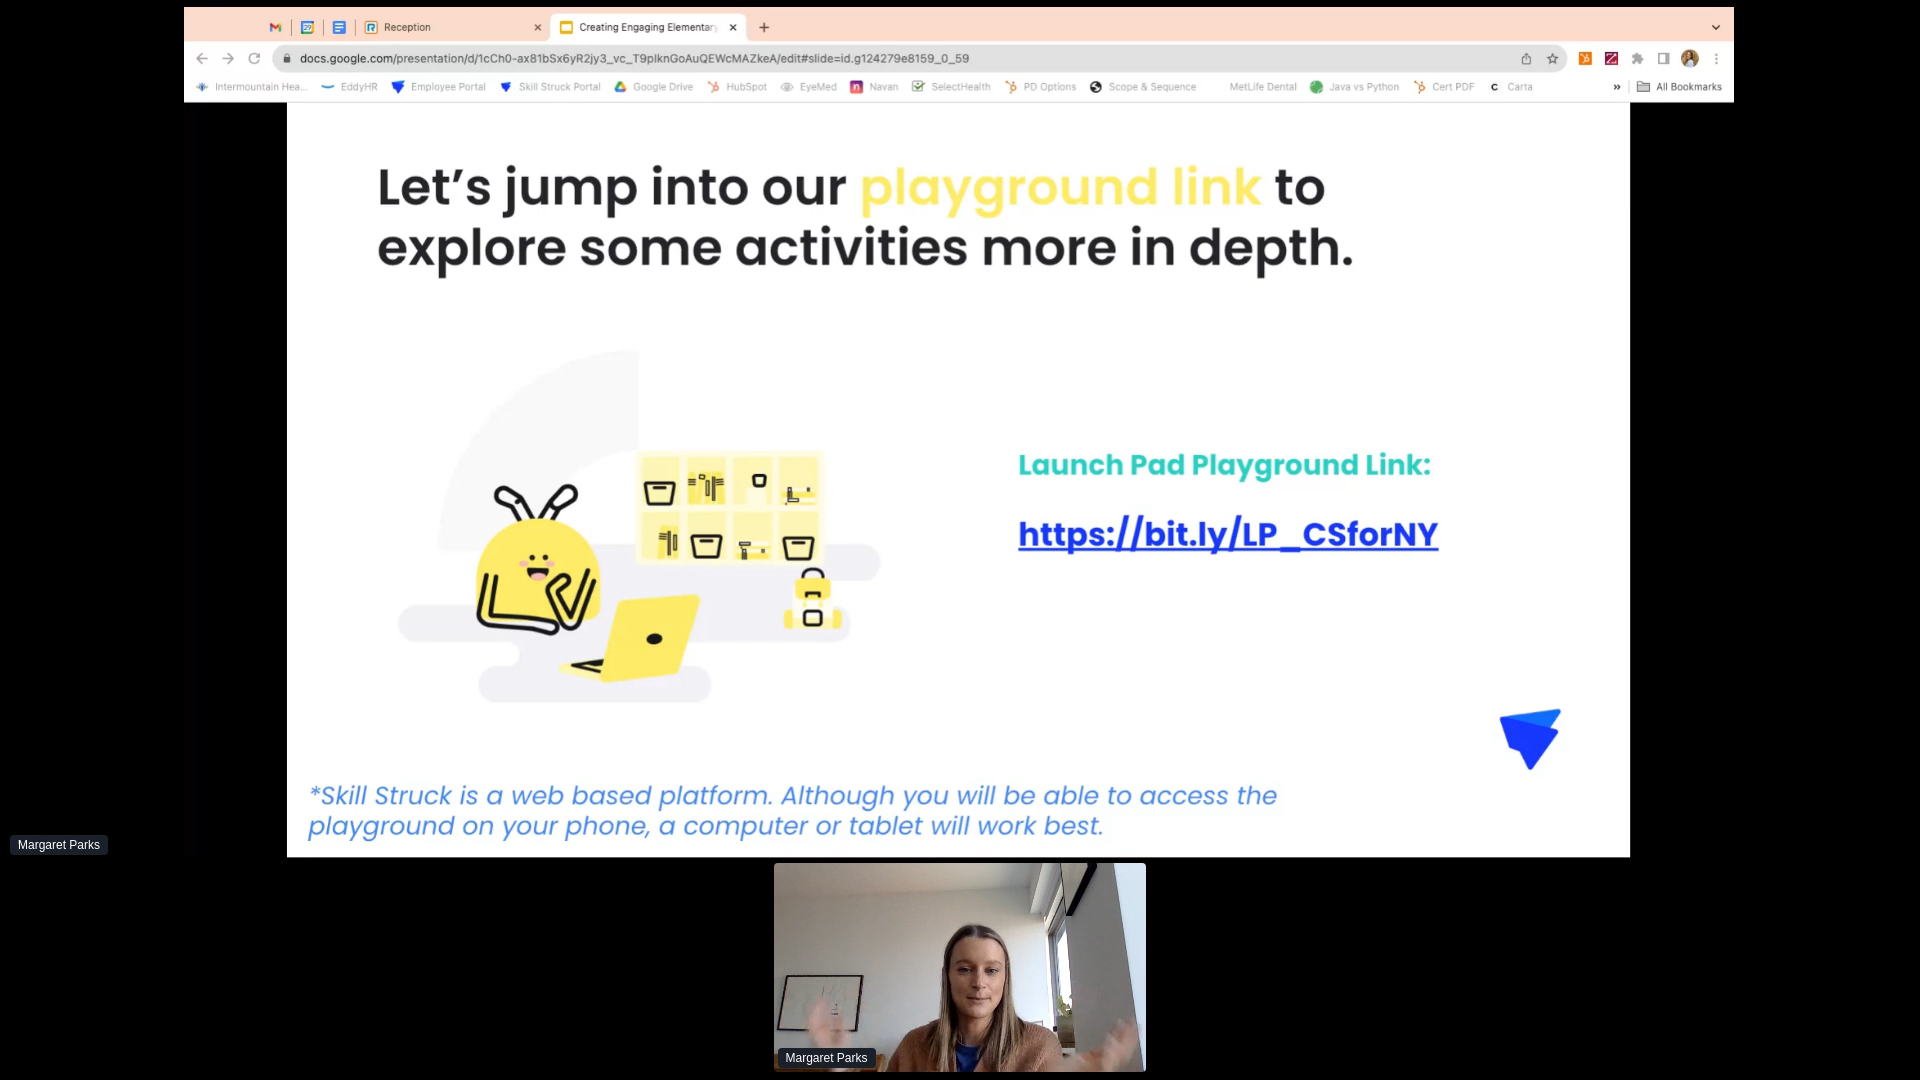 Reception
Creating Engaging Elementary
docs.google.com/presentation/d/1cCh0-ax81bSx6yR2jy3_vc_T9plknGoAuQEWcMAZkeA/edit#slide=id.g124279e8159_0_59
Intermountain Hea... EddyHR Employee Portal Skill Struck Portal Google Drive HubSpot EyeMed Navan SelectHealth PD Options Scope & Sequence MetLife Dental Java vs Python Cert PDF Carta » All Bookmarks
Let's jump into our playground link to
explore some activities more in depth.
Launch Pad Playground Link:
https://bit.ly/LP_CSforNY
*Skill Struck is a web based platform. Although you will be able to access the
playground on your phone, a computer or tablet will work best.
Margaret Parks
Margaret Parks